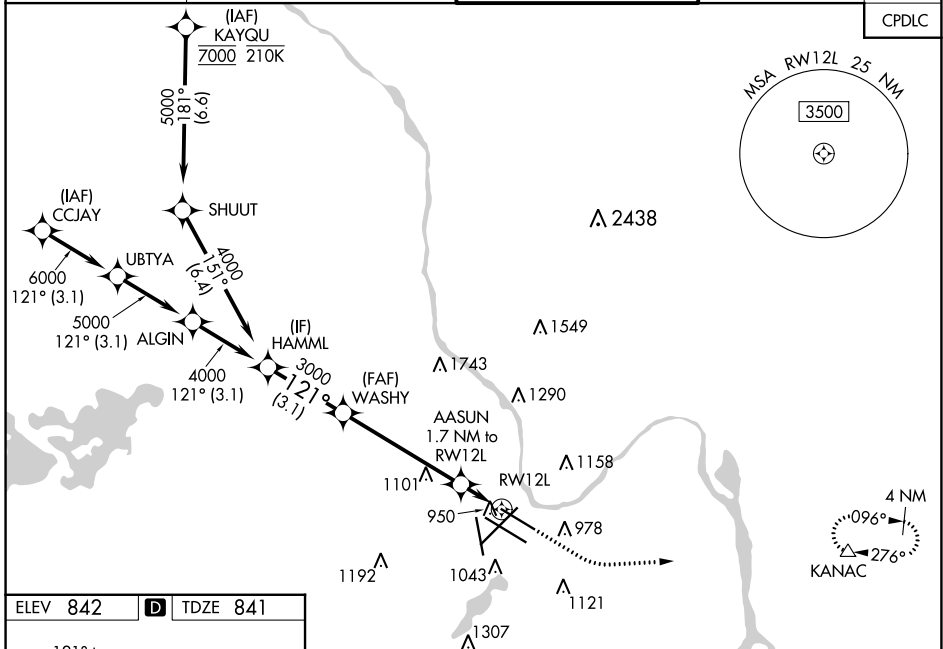 CPDLC
(IAF)
KAYQU
7000 210K
MSA RW12L 25 NM
3500
5000
181°
(6.6)
(IAF)
CCJAY
SHUUT
2438
UBTYA
4000
151°
(6.4)
6000
121° (3.1)
5000
121° (3.1)
ALGIN
(IF)
HAMML
1549
4000
121° (3.1)
3000
121°
(3.1)
(FAF)
WASHY
1743
1290
AASUN
1.7 NM to
RW12L
1101
RW12L
1158
950
978
4 NM
096°
276°
KANAC
1192
1043
1121
ELEV 842 D TDZE 841
1307